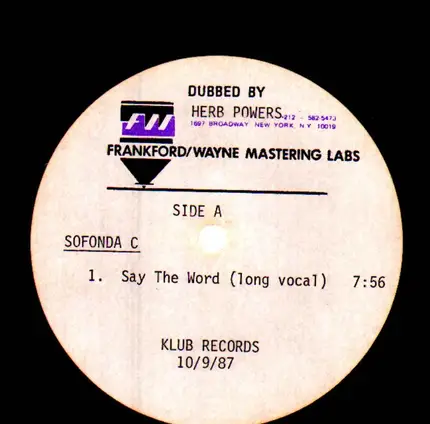 DUBBED BY
HERB POWERS
212 - 582-5473
1697 BROADWAY NEW YORK, N Y 10019
FW
FRANKFORD/WAYNE MASTERING LABS
SIDE A
SOFONDA C
1. Say The Word (long vocal) 7:56
KLUB RECORDS
10/9/87